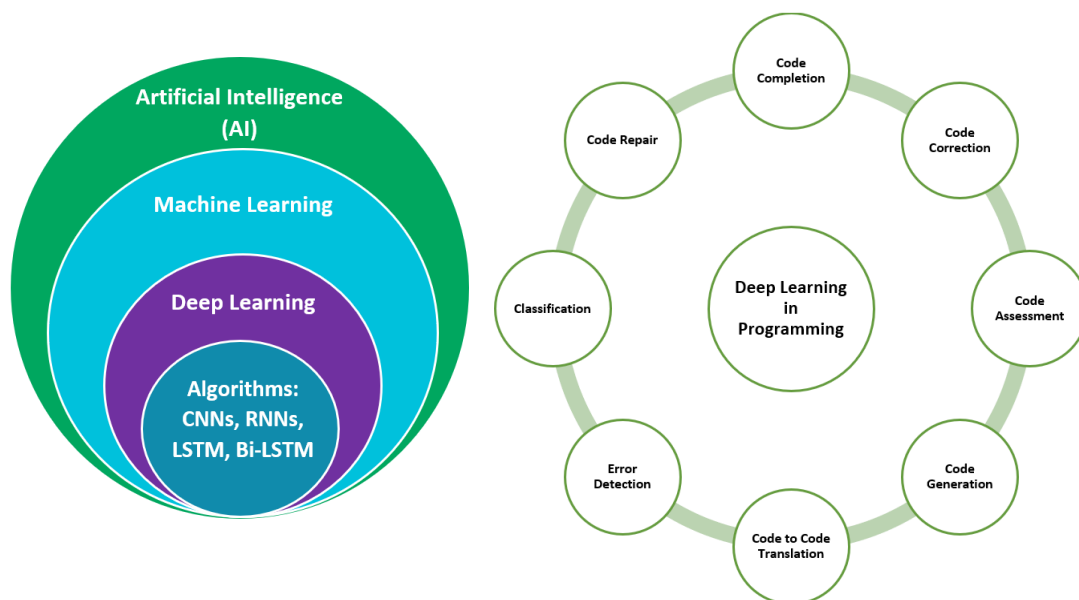 Artificial Intelligence
(AI)
Machine Learning
Deep Learning
Algorithms:
CNNs, RNNs,
LSTM, Bi-LSTM
Code
Completion
Code
Correction
Code
Assessment
Code
Generation
Code to Code
Translation
Error
Detection
Classification
Code Repair
Deep Learning
in
Programming